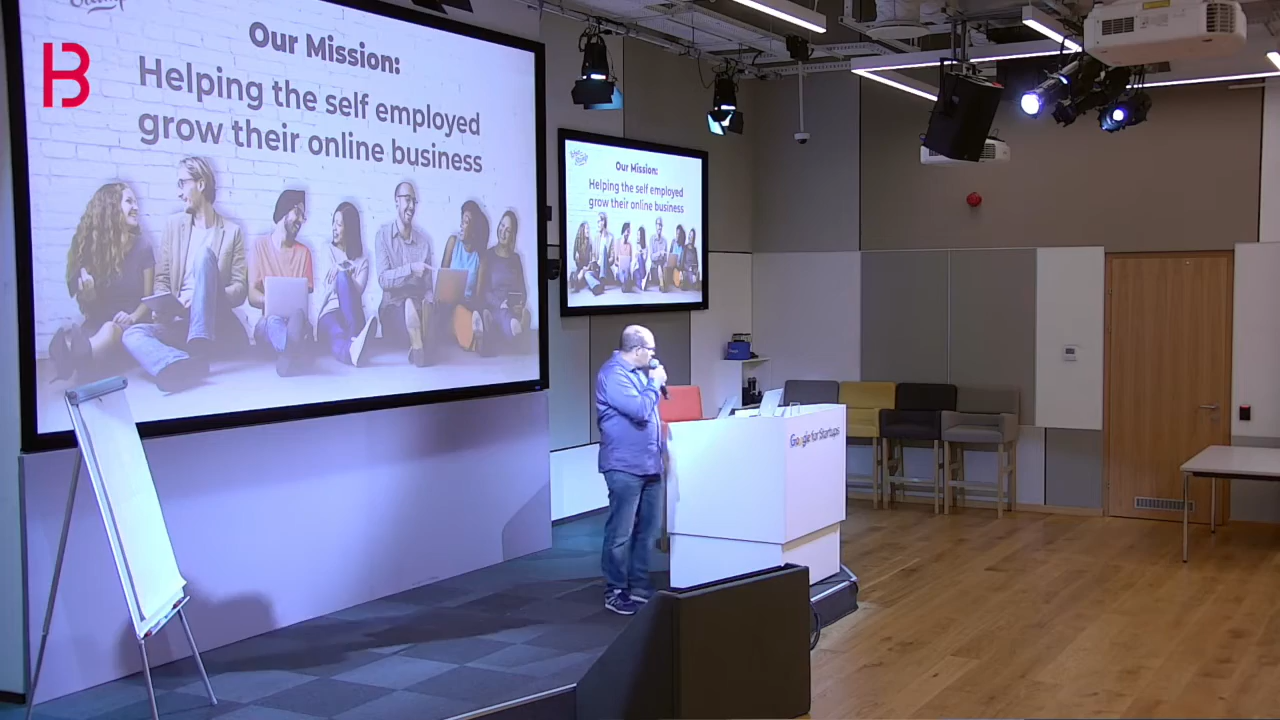 B
Our Mission:
Helping the self employed
grow their online business
Our Mission:
Helping the self employed
grow their online business
Google for Startups